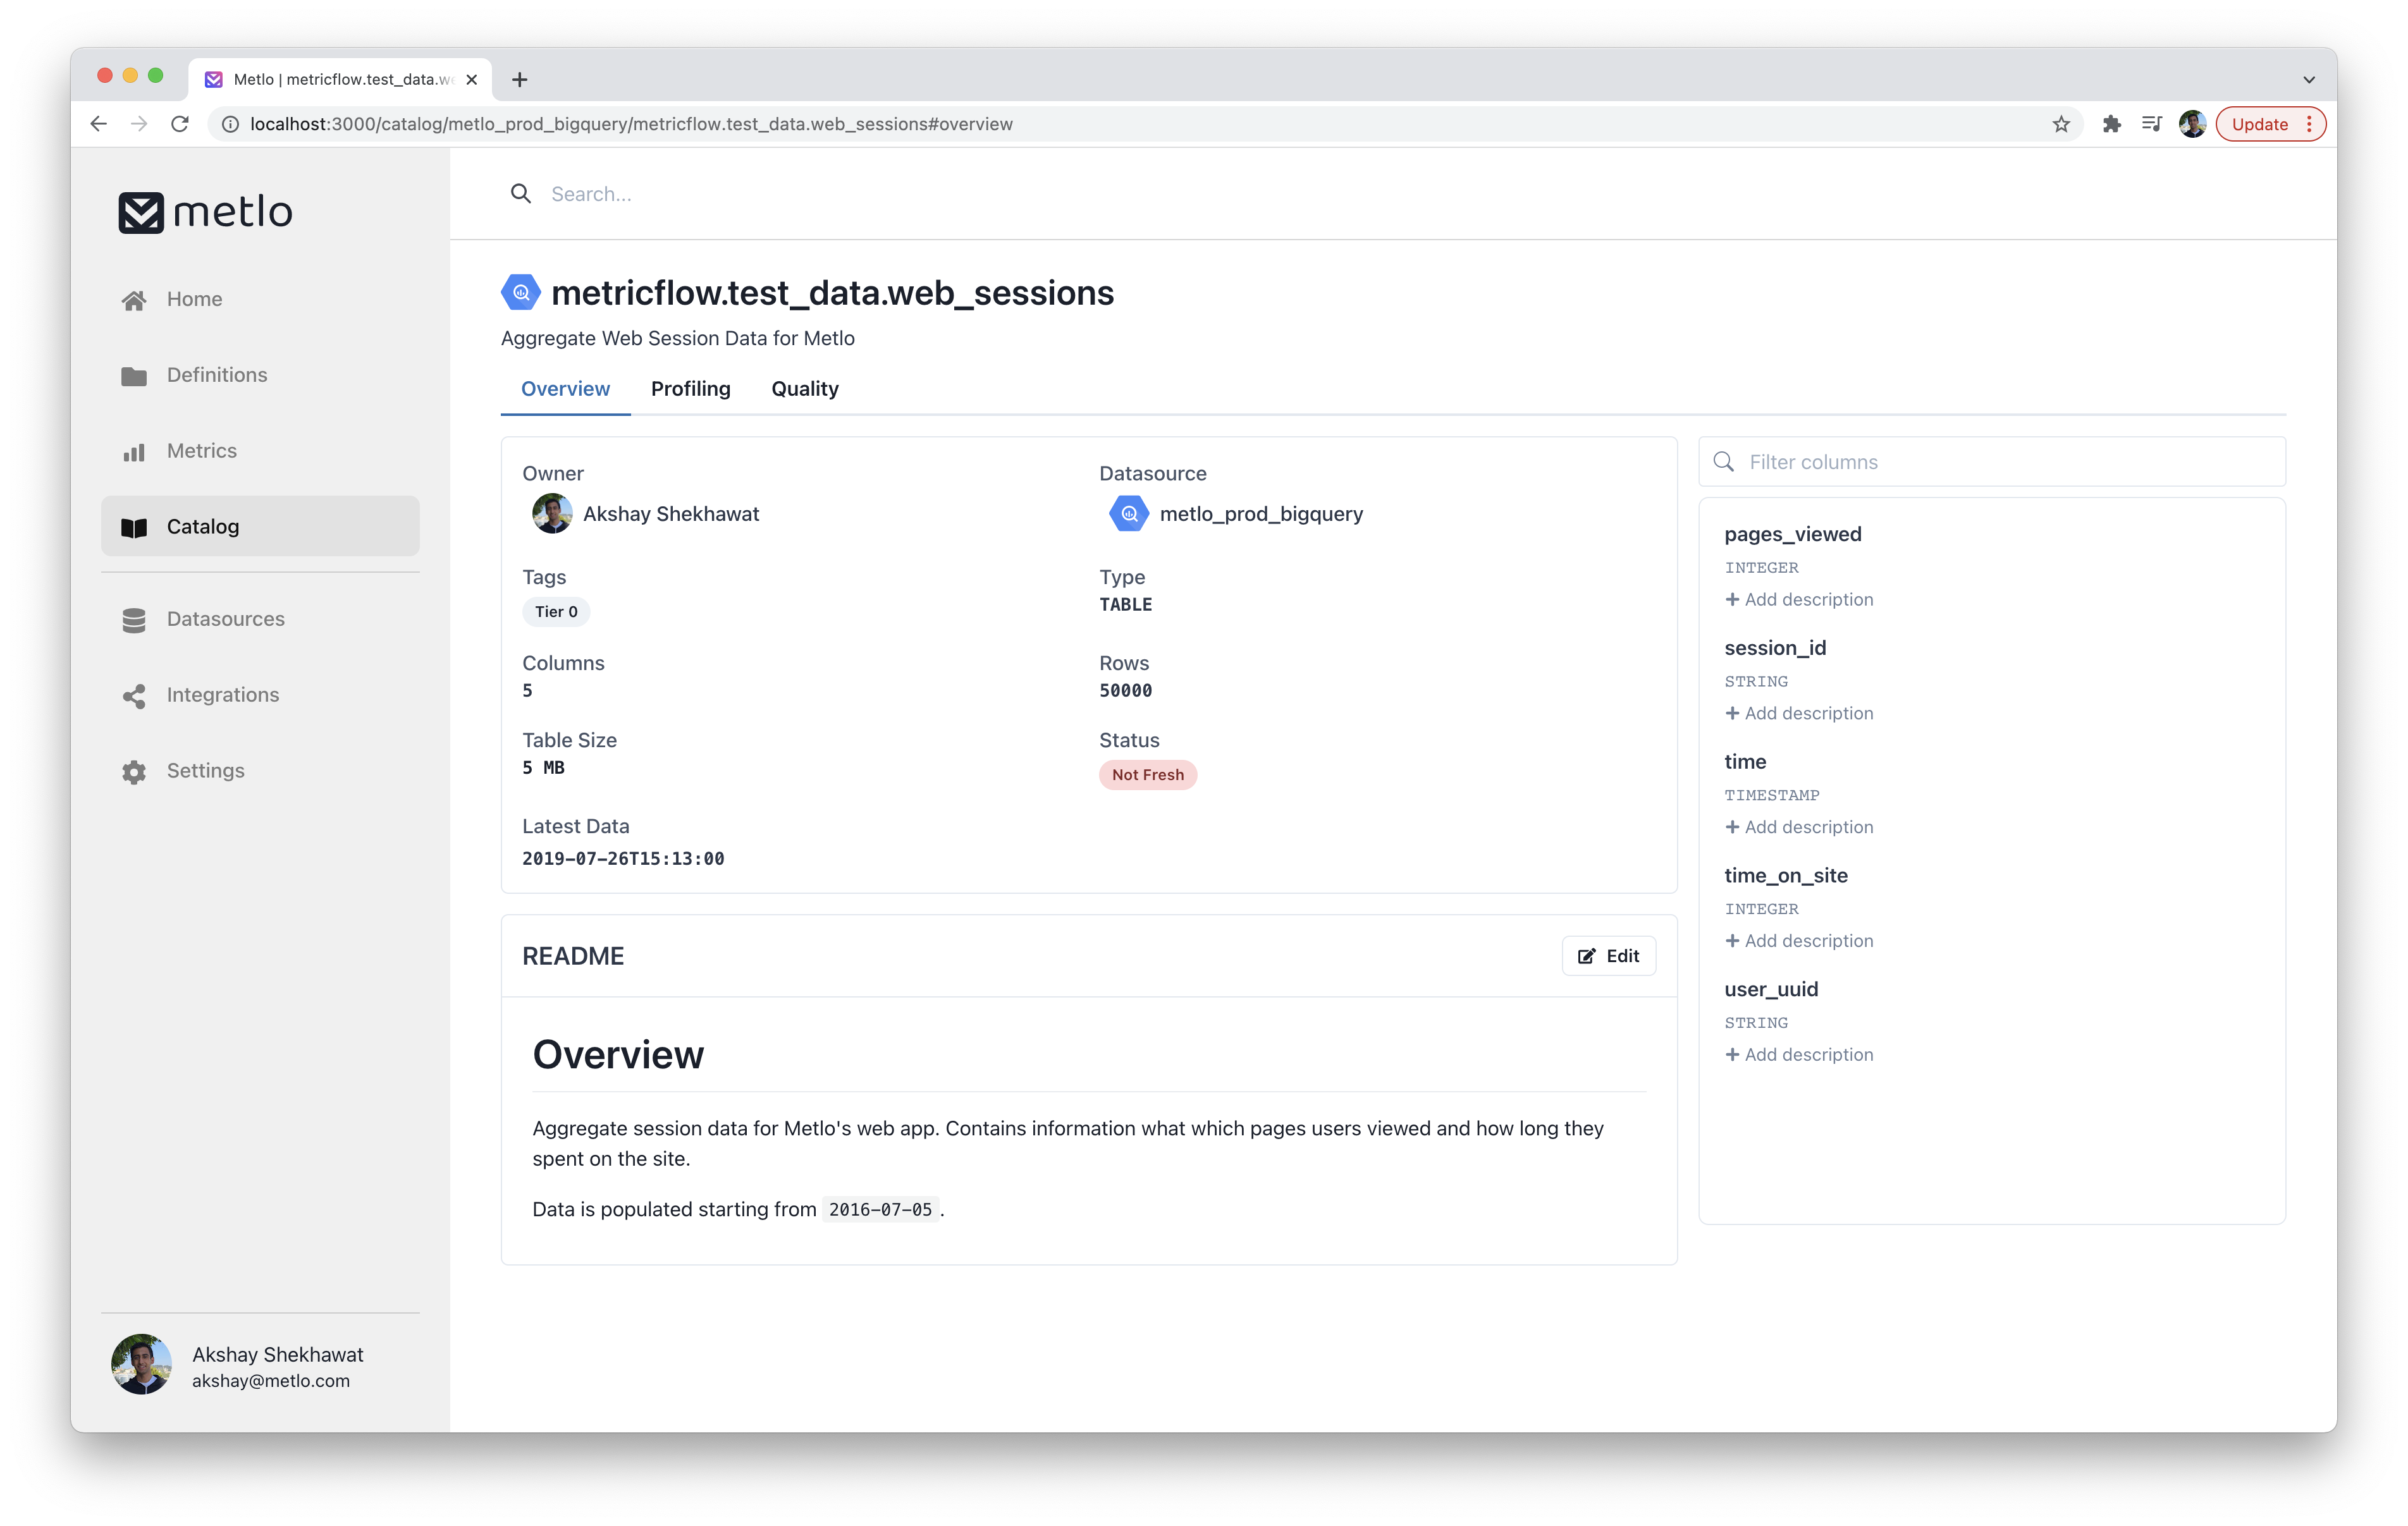 Metlo | metricflow.test_data.we
localhost:3000/catalog/metlo_prod_bigquery/metricflow.test_data.web_sessions#overview
Update
metlo
Home
Definitions
Metrics
Catalog
Datasources
Integrations
Settings
Akshay Shekhawat
akshay@metlo.com
Search...
metricflow.test_data.web_sessions
Aggregate Web Session Data for Metlo
Overview Profiling Quality
Owner
Akshay Shekhawat
Datasource
metlo_prod_bigquery
Tags
Tier 0
Type
TABLE
Columns
5
Rows
50000
Table Size
5 MB
Status
Not Fresh
Latest Data
2019-07-26T15:13:00
README
Edit
Overview
Aggregate session data for Metlo's web app. Contains information what which pages users viewed and how long they
spent on the site.
Data is populated starting from 2016-07-05 .
Filter columns
pages_viewed
INTEGER
+ Add description
session_id
STRING
+ Add description
time
TIMESTAMP
+ Add description
time_on_site
INTEGER
+ Add description
user_uuid
STRING
+ Add description